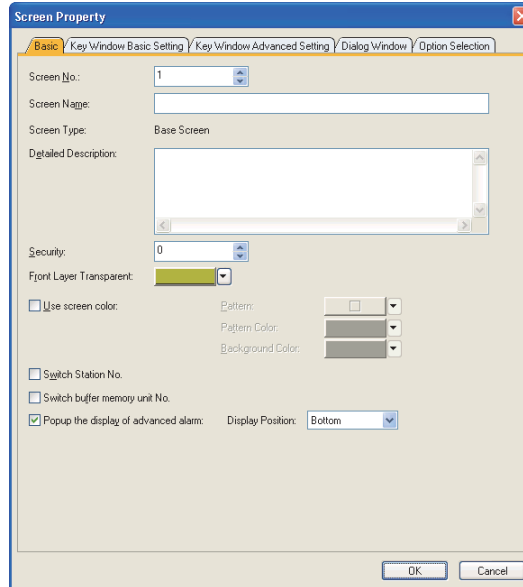 Screen Property
Basic Key Window Basic Setting Key Window Advanced Setting Dialog Window Option Selection
Screen No.: 1
Screen Name:
Screen Type: Base Screen
Detailed Description:
Security: 0
Front Layer Transparent:
Use screen color: Pattern:
Pattern Color:
Background Color:
Switch Station No.
Switch buffer memory unit No.
Popup the display of advanced alarm: Display Position: Bottom
OK Cancel